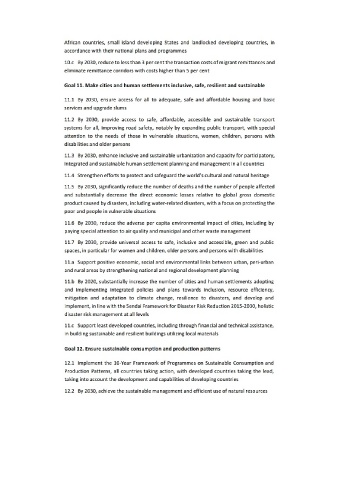 African countries, small island developing States and landlocked developing countries, in
accordance with their national plans and programmes
10.c By 2030, reduce to less than 3 per cent the transaction costs of migrant remittances and
eliminate remittance corridors with costs higher than 5 per cent
Goal 11. Make cities and human settlements inclusive, safe, resilient and sustainable
11.1 By 2030, ensure access for all to adequate, safe and affordable housing and basic
services and upgrade slums
11.2 By 2030, provide access to safe, affordable, accessible and sustainable transport
systems for all, improving road safety, notably by expanding public transport, with special
attention to the needs of those in vulnerable situations, women, children, persons with
disabilities and older persons
11.3 By 2030, enhance inclusive and sustainable urbanization and capacity for participatory,
integrated and sustainable human settlement planning and management in all countries
11.4 Strengthen efforts to protect and safeguard the world's cultural and natural heritage
11.5 By 2030, significantly reduce the number of deaths and the number of people affected
and substantially decrease the direct economic losses relative to global gross domestic
product caused by disasters, including water-related disasters, with a focus on protecting the
poor and people in vulnerable situations
11.6 By 2030, reduce the adverse per capita environmental impact of cities, including by
paying special attention to air quality and municipal and other waste management
11.7 By 2030, provide universal access to safe, inclusive and accessible, green and public
spaces, in particular for women and children, older persons and persons with disabilities
11.a Support positive economic, social and environmental links between urban, peri-urban
and rural areas by strengthening national and regional development planning
11.b By 2020, substantially increase the number of cities and human settlements adopting
and implementing integrated policies and plans towards inclusion, resource efficiency,
mitigation and adaptation to climate change, resilience to disasters, and develop and
implement, in line with the Sendai Framework for Disaster Risk Reduction 2015-2030, holistic
disaster risk management at all levels
11.c Support least developed countries, including through financial and technical assistance,
in building sustainable and resilient buildings utilizing local materials
Goal 12. Ensure sustainable consumption and production patterns
12.1 Implement the 10-Year Framework of Programmes on Sustainable Consumption and
Production Patterns, all countries taking action, with developed countries taking the lead,
taking into account the development and capabilities of developing countries
12.2 By 2030, achieve the sustainable management and efficient use of natural resources